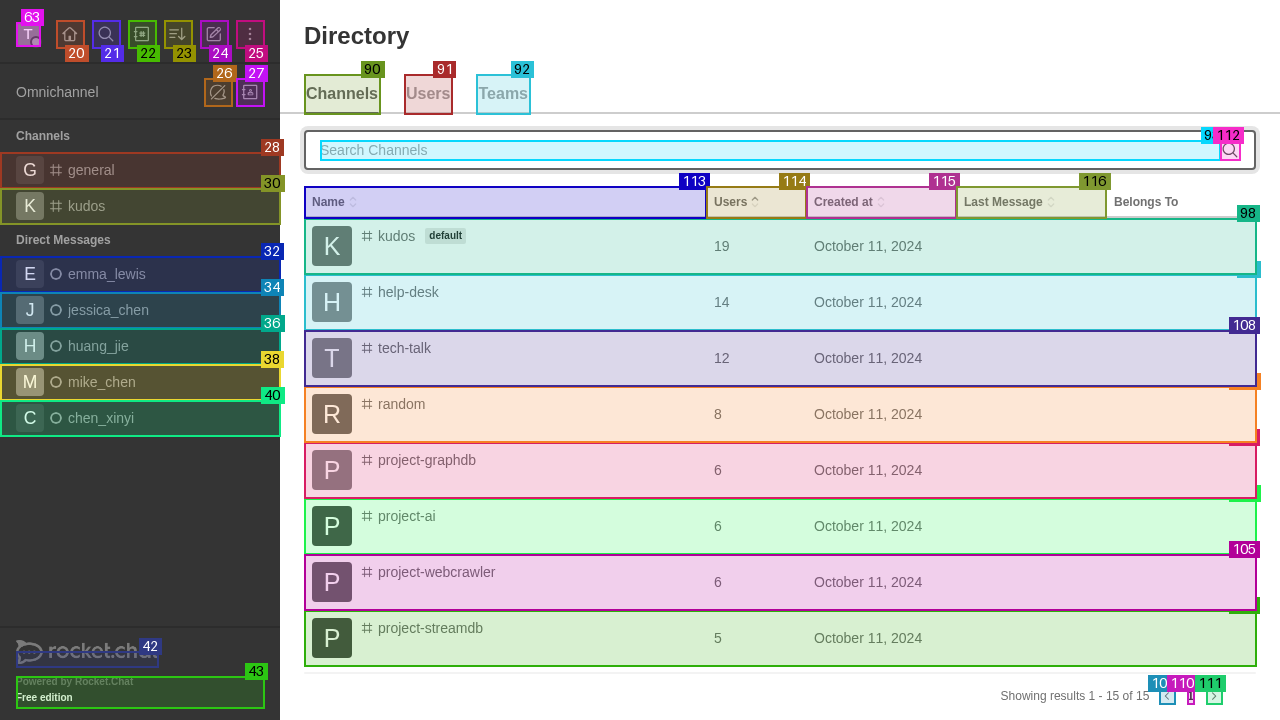 63
T
20
21
22
23
24
25
Omnichannel
26
27
Channels
28
G general
30
K kudos
Direct Messages
32
E emma_lewis
34
J jessica_chen
36
H huang_jie
38
M mike_chen
40
C chen_xinyi
42
rocket.chat
43
Powered by Rocket.Chat
Free edition
Directory
90
91
92
Channels Users Teams
112
Search Channels
113
114
115
116
Name Users Created at Last Message Belongs To
98
K kudos default 19 October 11, 2024
H help-desk 14 October 11, 2024
108
T tech-talk 12 October 11, 2024
R random 8 October 11, 2024
P project-graphdb 6 October 11, 2024
P project-ai 6 October 11, 2024
105
P project-webcrawler 6 October 11, 2024
P project-streamdb 5 October 11, 2024
110
111
Showing results 1 - 15 of 15 1